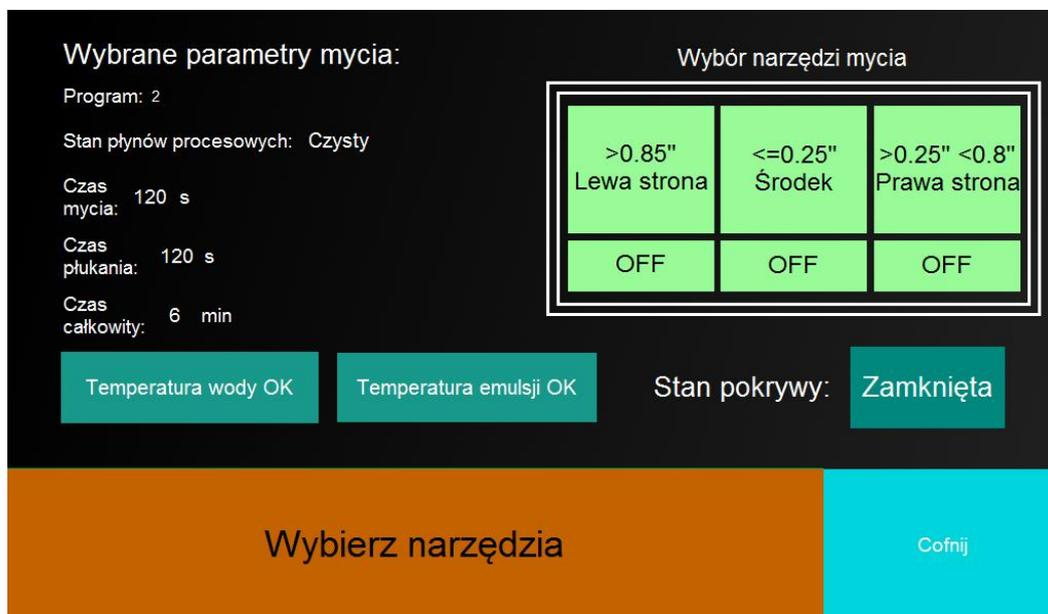 Wybrane parametry mycia:
Program: 2
Stan płynów procesowych: Czysty
Czas
mycia: 120 s
Czas
płukania: 120 s
Czas
całkowity: 6 min
Wybór narzędzi mycia
>0.85"
Lewa strona
<=0.25"
Środek
>0.25" <0.8"
Prawa strona
OFF
OFF
OFF
Temperatura wody OK
Temperatura emulsji OK
Stan pokrywy: Zamknięta
Wybierz narzędzia
Cofnij